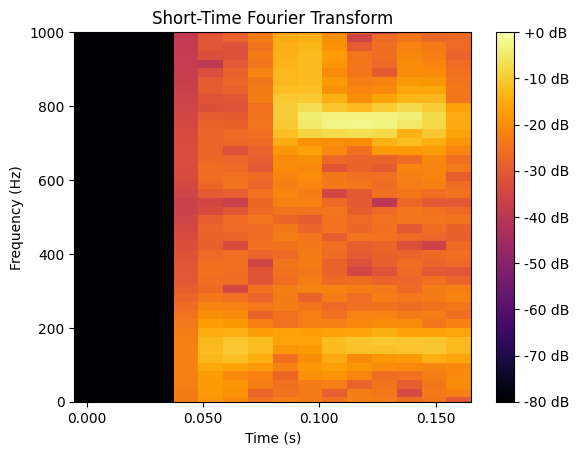 Short-Time Fourier Transform
Frequency (Hz)
1000
800
600
400
200
0
0.000
0.050
0.100
0.150
Time (s)
+0 dB
-10 dB
-20 dB
-30 dB
-40 dB
-50 dB
-60 dB
-70 dB
-80 dB